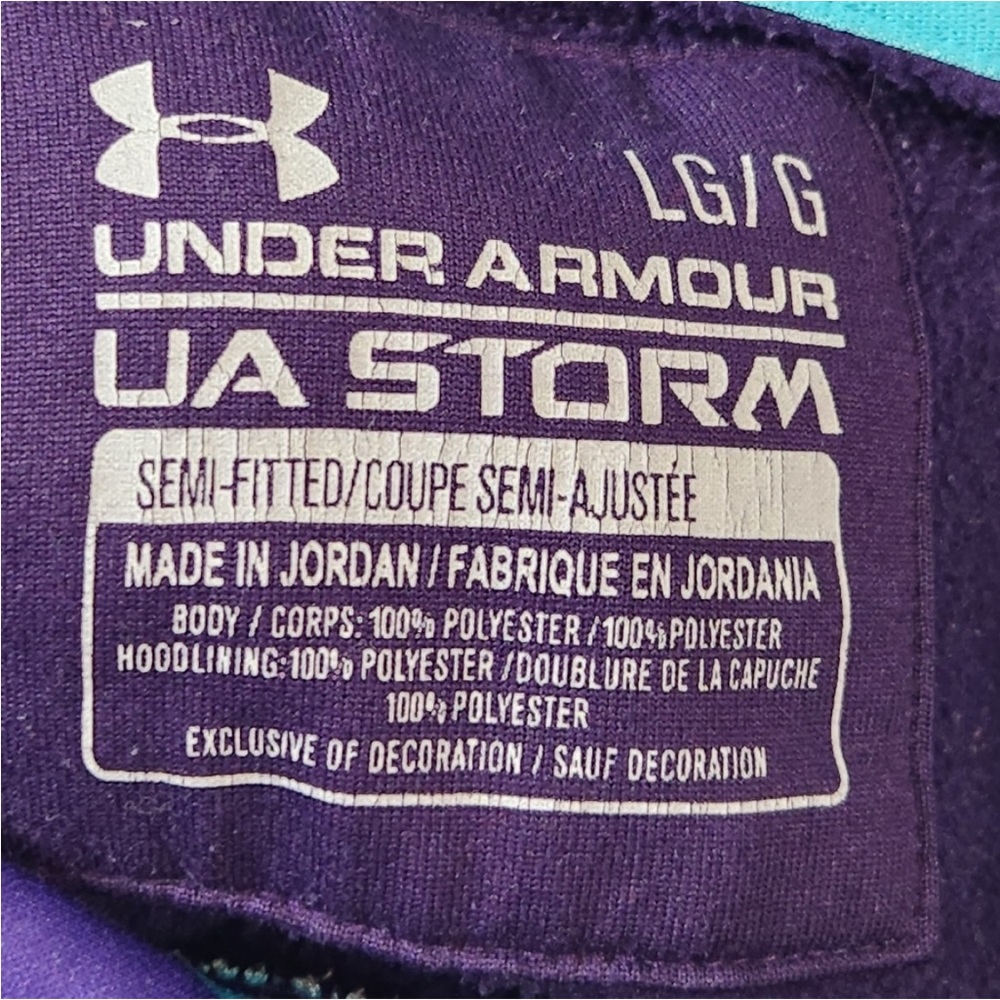 LG/G
UNDER ARMOUR
UA STORM
SEMI-FITTED/COUPE SEMI-AJUSTÉE
MADE IN JORDAN / FABRIQUE EN JORDANIA
BODY / CORPS: 100% POLYESTER / 100% POLYESTER
HOODLINING: 100% POLYESTER / DOUBLURE DE LA CAPUCHE
100% POLYESTER
EXCLUSIVE OF DECORATION / SAUF DECORATION